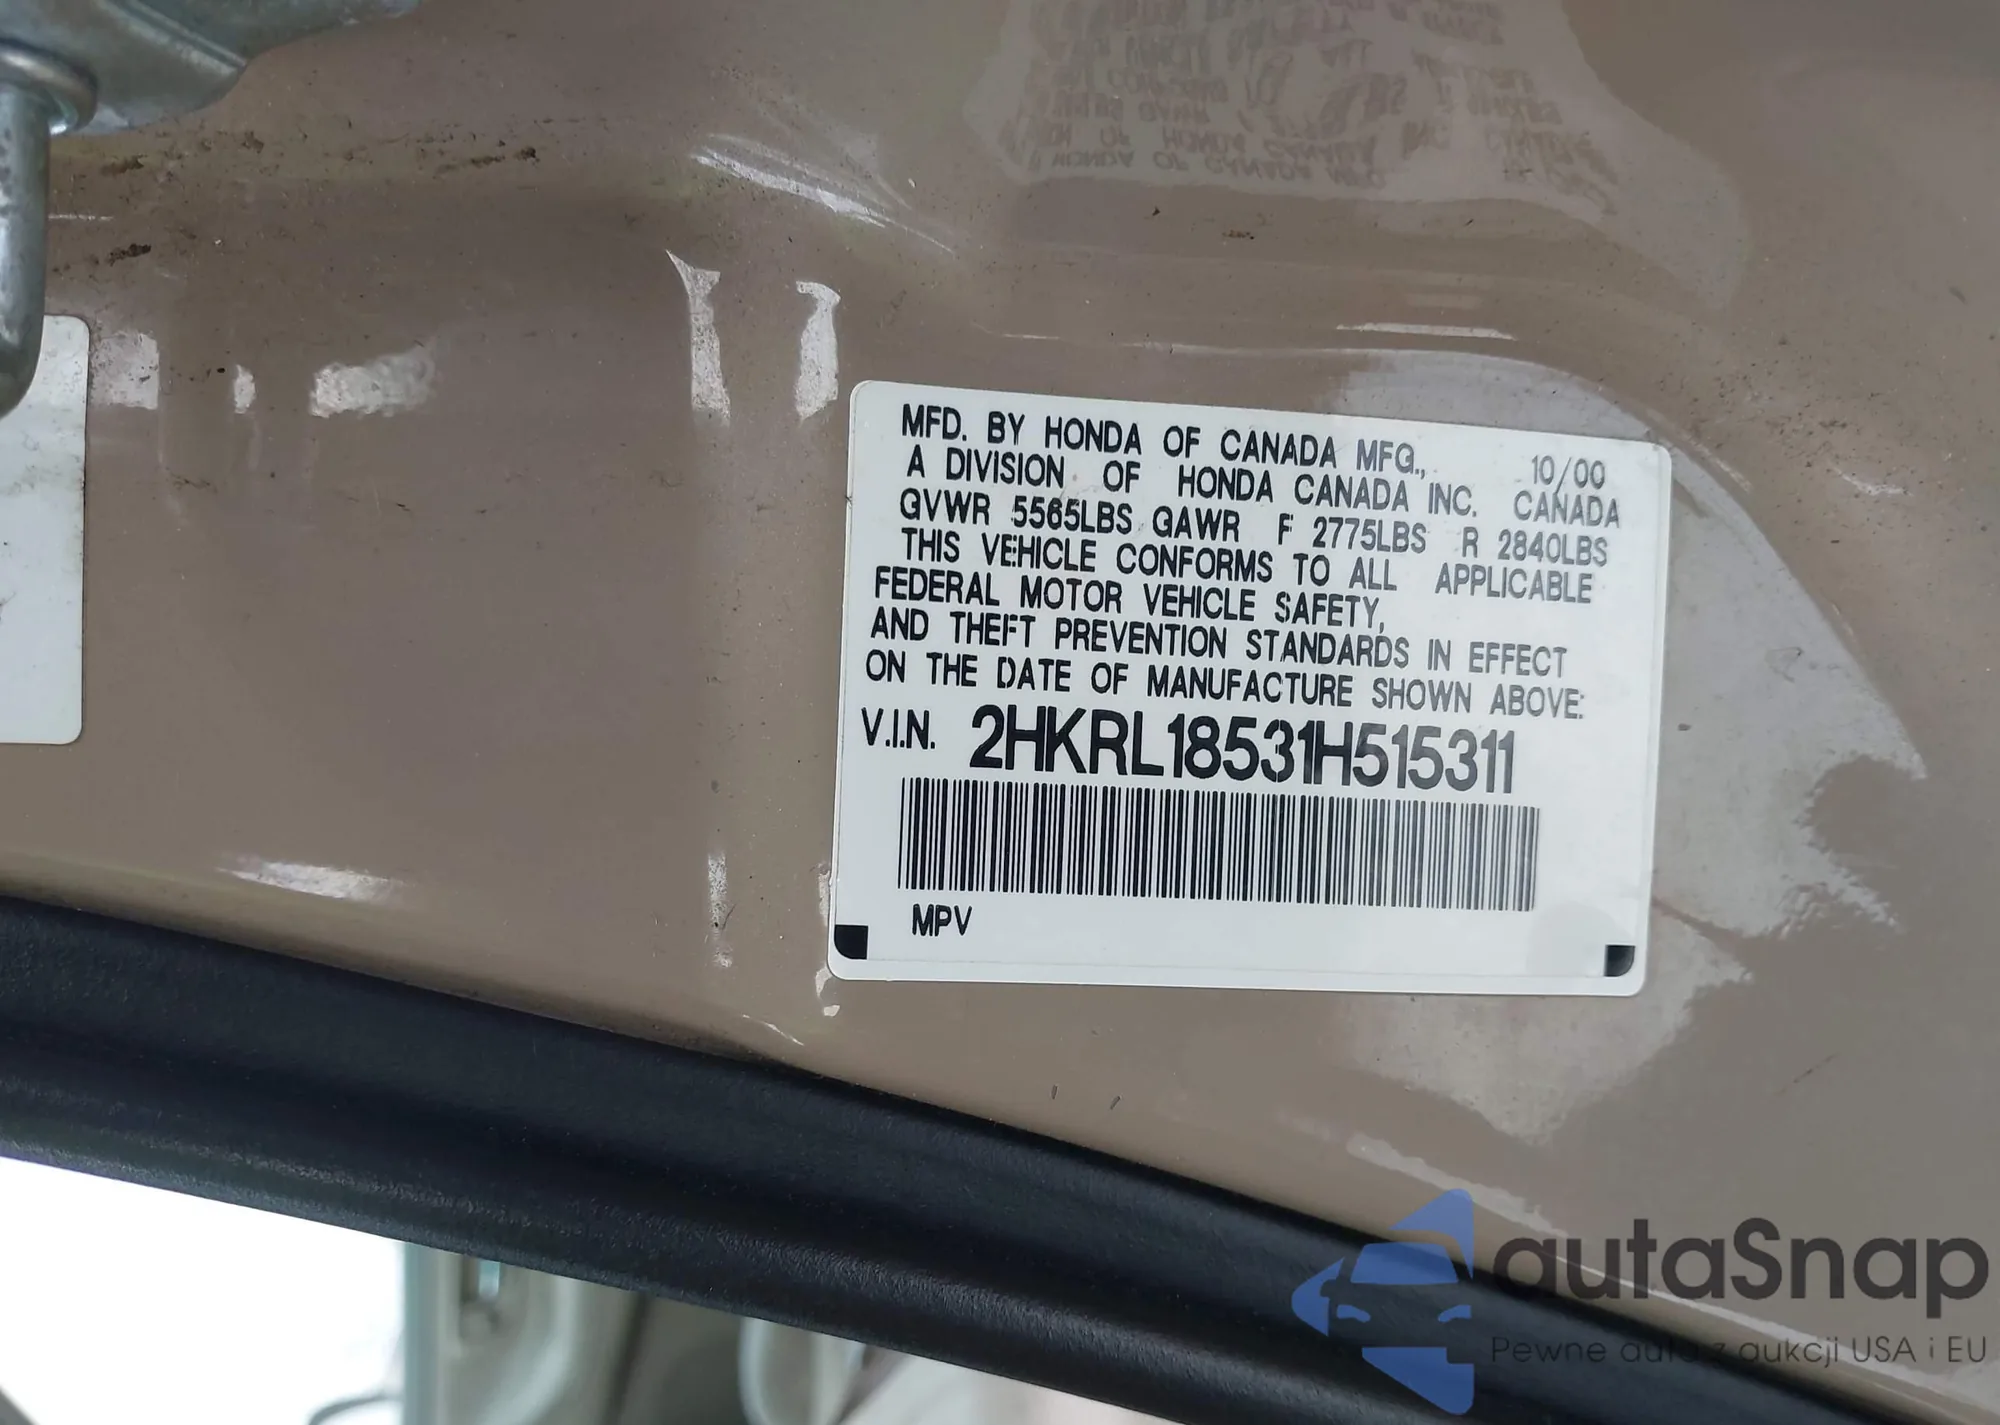 MFD. BY HONDA OF CANADA MFG., 10/00
A DIVISION OF HONDA CANADA INC. CANADA
GVWR 5565LBS GAWR F 2775LBS R 2840LBS
THIS VEHICLE CONFORMS TO ALL APPLICABLE
FEDERAL MOTOR VEHICLE SAFETY,
AND THEFT PREVENTION STANDARDS IN EFFECT
ON THE DATE OF MANUFACTURE SHOWN ABOVE:
V.I.N. 2HKRL18531H515311
MPV
autaSnap
Pewne auta z aukcji USA i EU